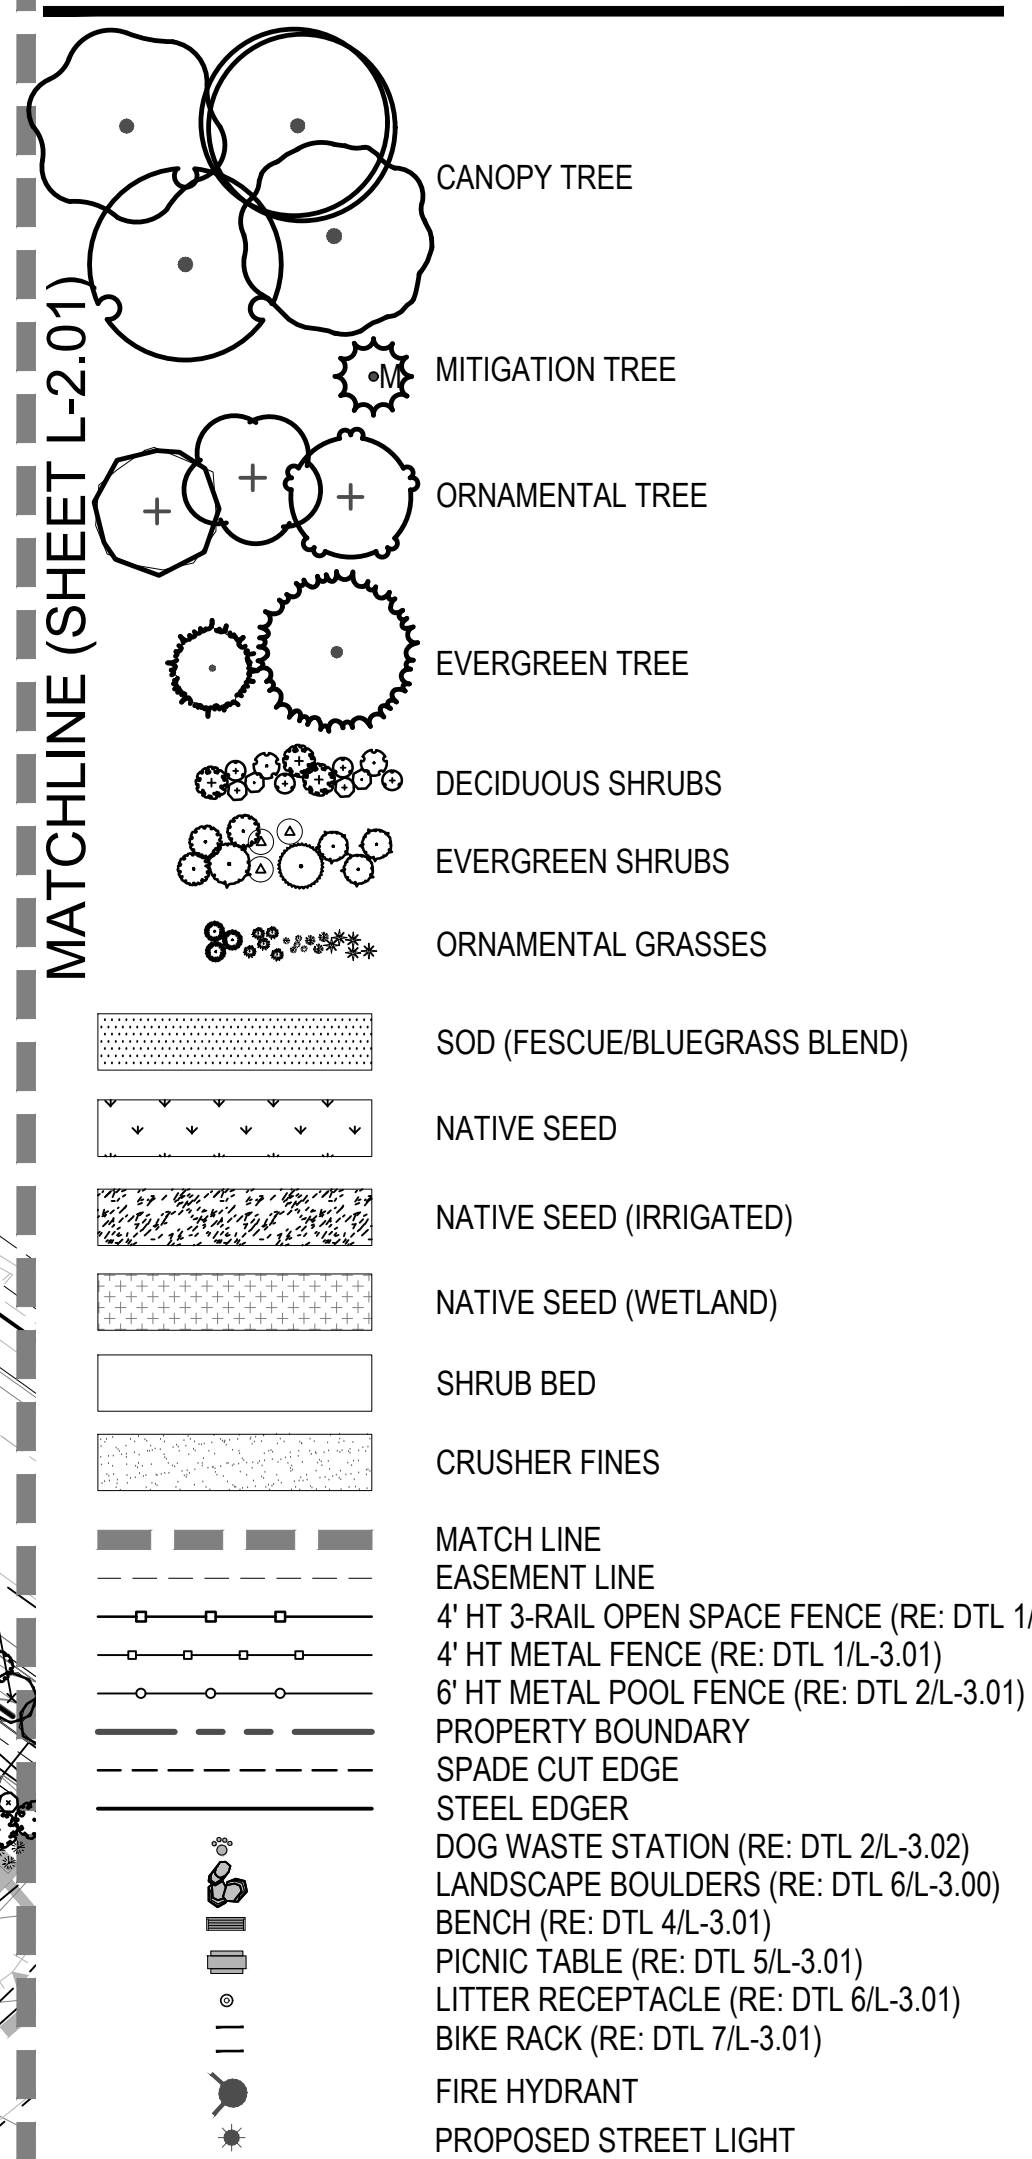 MATCHLINE (SHEET L-2.01)
CANOPY TREE
M
MITIGATION TREE
ORNAMENTAL TREE
EVERGREEN TREE
DECIDUOUS SHRUBS
EVERGREEN SHRUBS
ORNAMENTAL GRASSES
SOD (FESCUE/BLUEGRASS BLEND)
NATIVE SEED
NATIVE SEED (IRRIGATED)
NATIVE SEED (WETLAND)
SHRUB BED
CRUSHER FINES
MATCH LINE
EASEMENT LINE
4' HT 3-RAIL OPEN SPACE FENCE (RE: DTL 1/
4' HT METAL FENCE (RE: DTL 1/L-3.01)
6' HT METAL POOL FENCE (RE: DTL 2/L-3.01)
PROPERTY BOUNDARY
SPADE CUT EDGE
STEEL EDGER
DOG WASTE STATION (RE: DTL 2/L-3.02)
LANDSCAPE BOULDERS (RE: DTL 6/L-3.00)
BENCH (RE: DTL 4/L-3.01)
PICNIC TABLE (RE: DTL 5/L-3.01)
LITTER RECEPTACLE (RE: DTL 6/L-3.01)
BIKE RACK (RE: DTL 7/L-3.01)
FIRE HYDRANT
PROPOSED STREET LIGHT